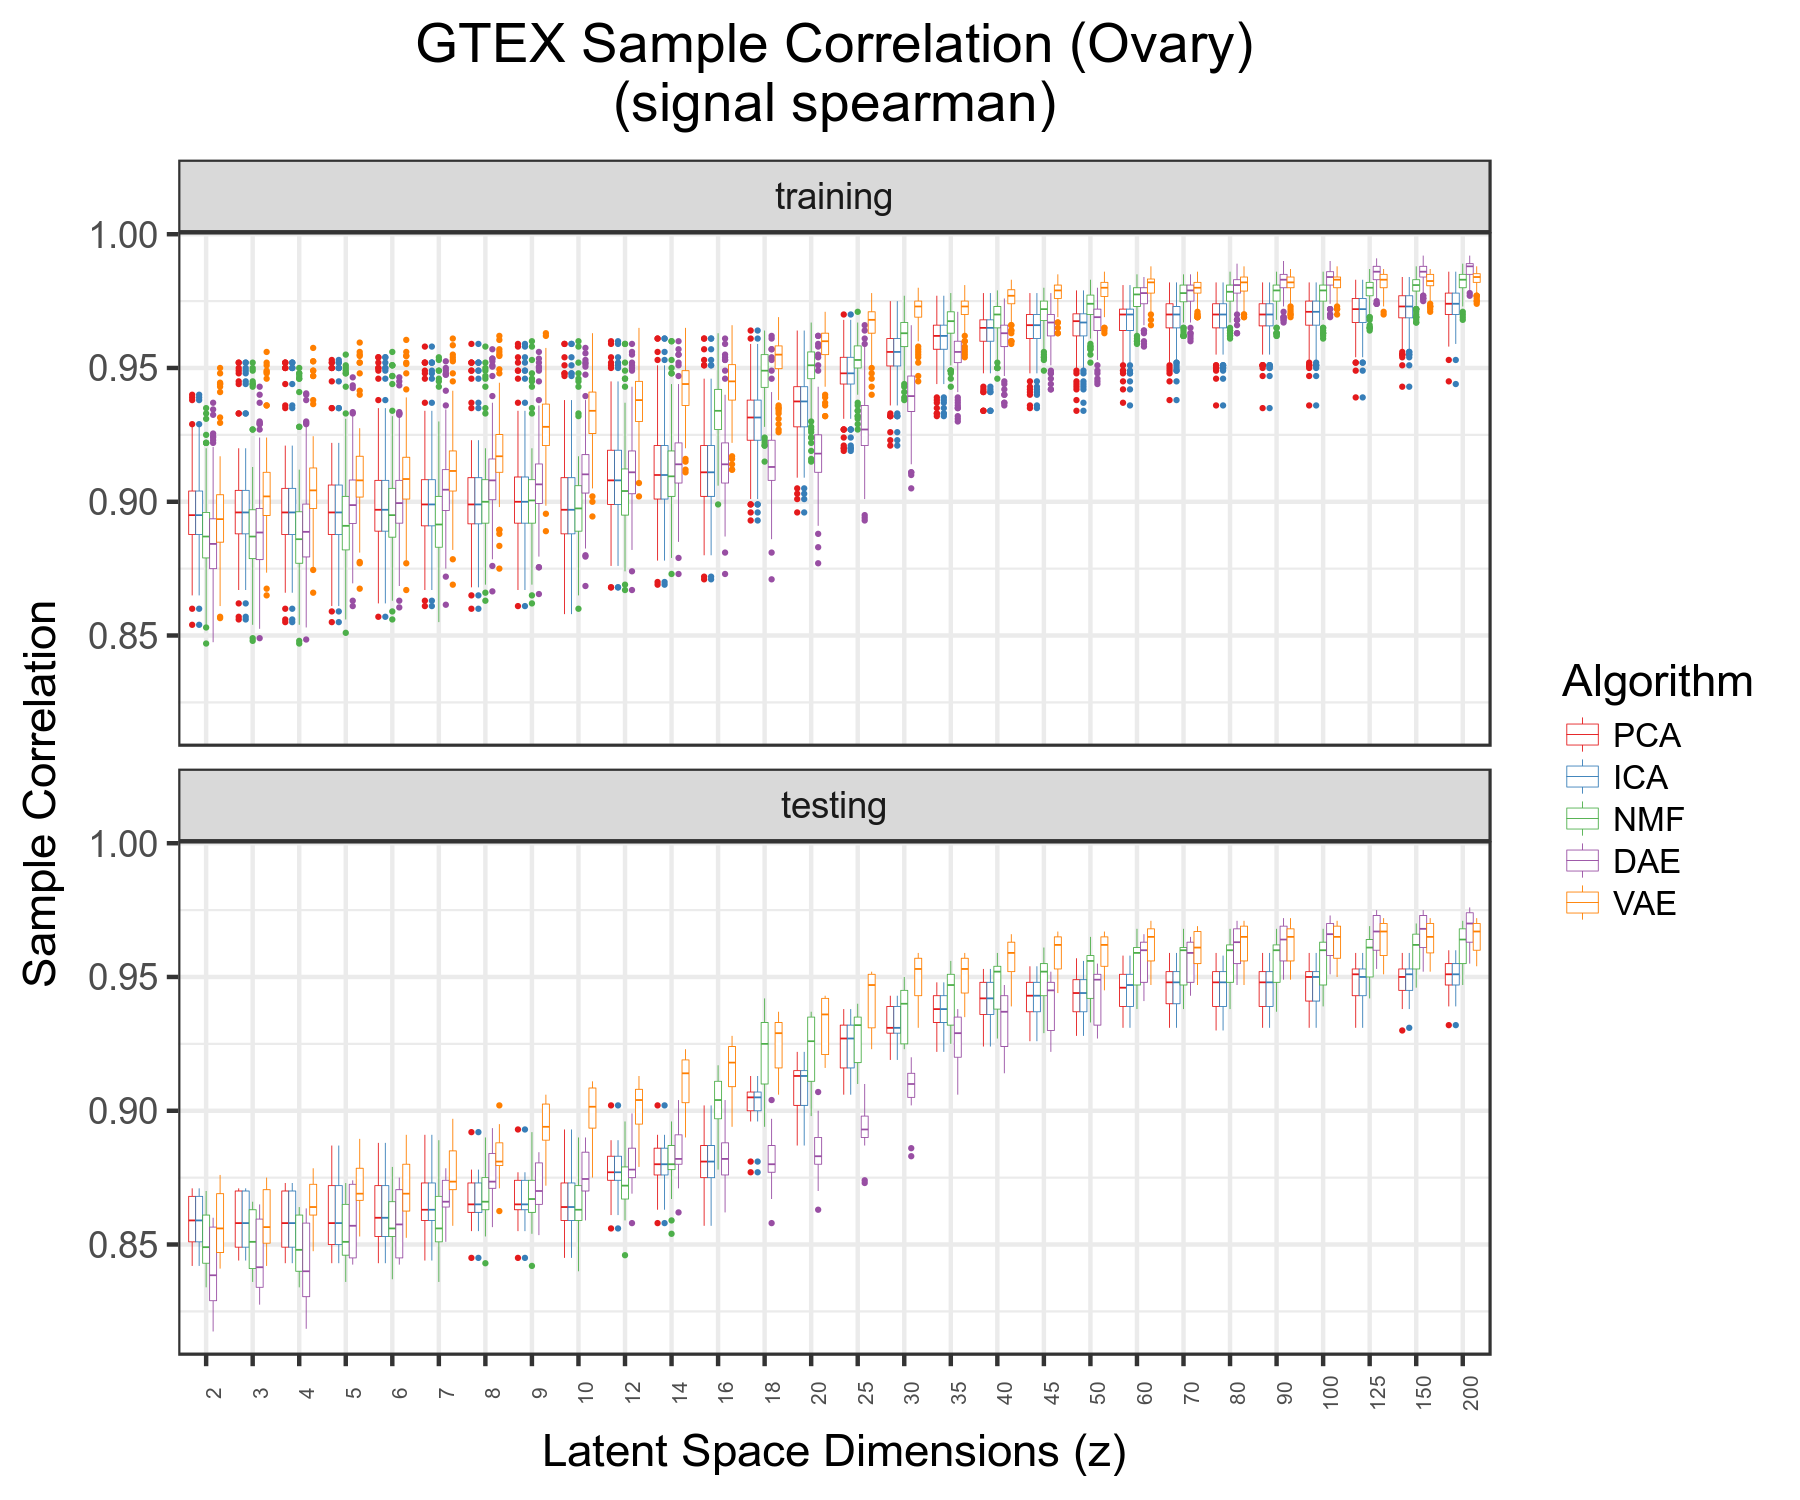 GTEX Sample Correlation (Ovary)
(signal spearman)
training
1.00
0.95
0.90
0.85
Sample Correlation
testing
1.00
0.95
0.90
0.85
2 3 4 5 6 7 8 9 10 12 14 16 18 20 25 30 35 40 45 50 60 70 80 90 100 125 150 200
Latent Space Dimensions (z)
Algorithm
PCA
ICA
NMF
DAE
VAE